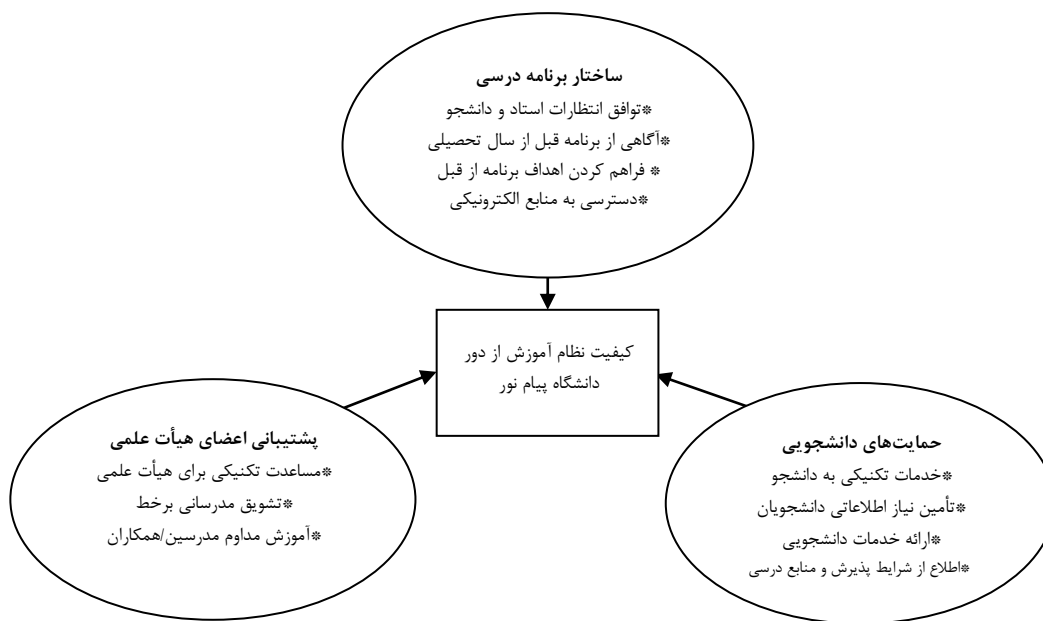 ساختار برنامه درسی
*توافق انتظارات استاد و دانشجو
*آگاهی از برنامه قبل از سال تحصیلی
* فراهم کردن اهداف برنامه از قبل
*دسترسی به منابع الکترونیکی
کیفیت نظام آموزش از دور
دانشگاه پیام نور
حمایت‌های دانشجویی
*خدمات تکنیکی به دانشجو
*تأمین نیاز اطلاعاتی دانشجویان
*ارائه خدمات دانشجویی
*اطلاع از شرایط پذیرش و منابع درسی
پشتیبانی اعضای هیأت علمی
*مساعدت تکنیکی برای هیأت علمی
*تشویق مدرسانی برخط
*آموزش مداوم مدرسین/همکاران